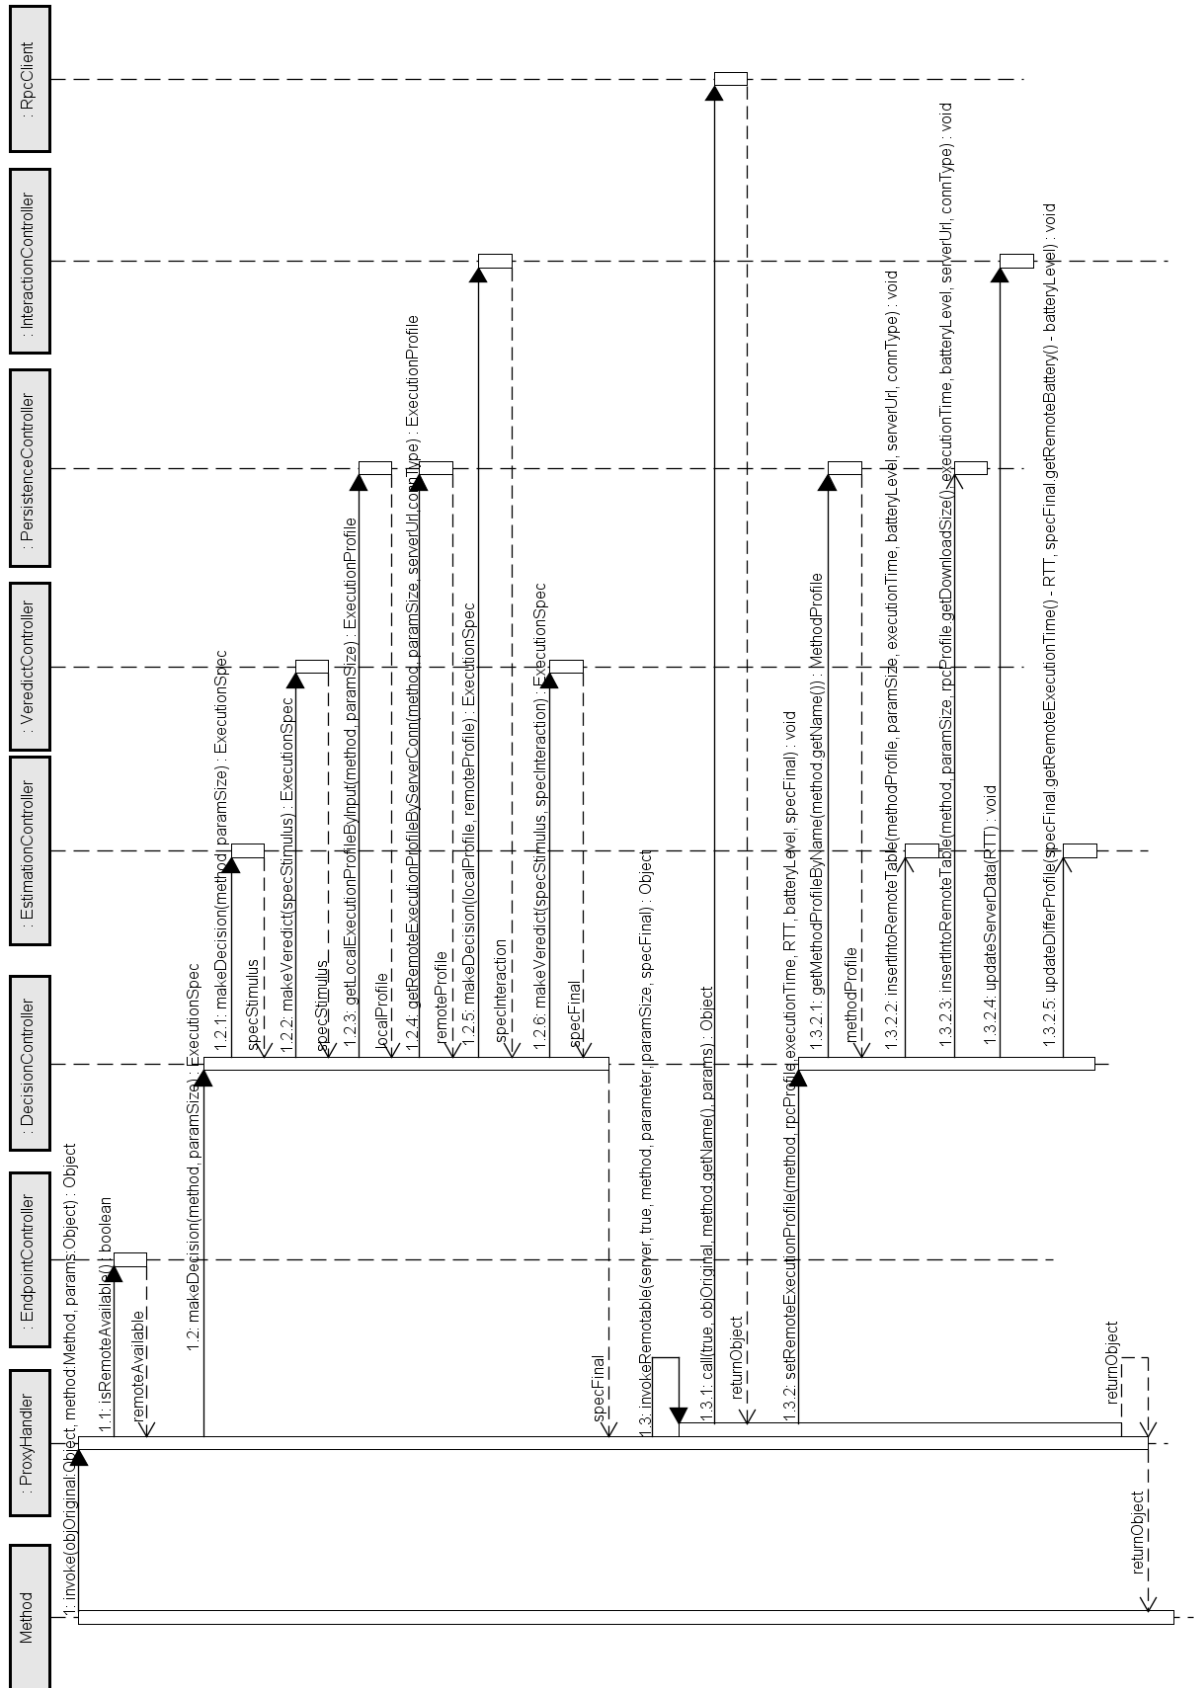 Method
: ProxyHandler
: EndpointController
: DecisionController
: EstimationController
: VeredictController
: PersistenceController
: InteractionController
: RpcClient
1: invoke(objOriginal:Object, method:Method, params:Object) : Object
1.1: isRemoteAvailable() : boolean
remoteAvailable
1.2: makeDecision(method, paramSize) : ExecutionSpec
1.2.1: makeDecision(method, paramSize) : ExecutionSpec
specStimulus
1.2.2: makeVeredict(specStimulus) : ExecutionSpec
specStimulus
1.2.3: getLocalExecutionProfileByInput(method, paramSize) : ExecutionProfile
localProfile
1.2.4: getRemoteExecutionProfileByServerConn(method, paramSize, serverUrl,connType) : ExecutionProfile
remoteProfile
1.2.5: makeDecision(localProfile, remoteProfile) : ExecutionSpec
specInteraction
1.2.6: makeVeredict(specStimulus, specInteraction) : ExecutionSpec
specFinal
specFinal
1.3: invokeRemotable(server, true, method, parameter, paramSize, specFinal) : Object
1.3.1: call(true, objOriginal, method.getName(), params) : Object
returnObject
1.3.2: setRemoteExecutionProfile(method, rpcProfile, executionTime, RTT, batteryLevel, specFinal) : void
1.3.2.1: getMethodProfileByName(method.getName()) : MethodProfile
methodProfile
1.3.2.2: insertIntoRemoteTable(methodProfile, paramSize, executionTime, batteryLevel, serverUrl, connType) : void
1.3.2.3: insertIntoRemoteTable(method, paramSize, rpcProfile.getDownloadSize(), executionTime, batteryLevel, serverUrl, connType) : void
1.3.2.4: updateServerData(RTT) : void
1.3.2.5: updateDifferProfile(specFinal.getRemoteExecutionTime() - RTT, specFinal.getRemoteBattery() - batteryLevel) : void
returnObject
returnObject